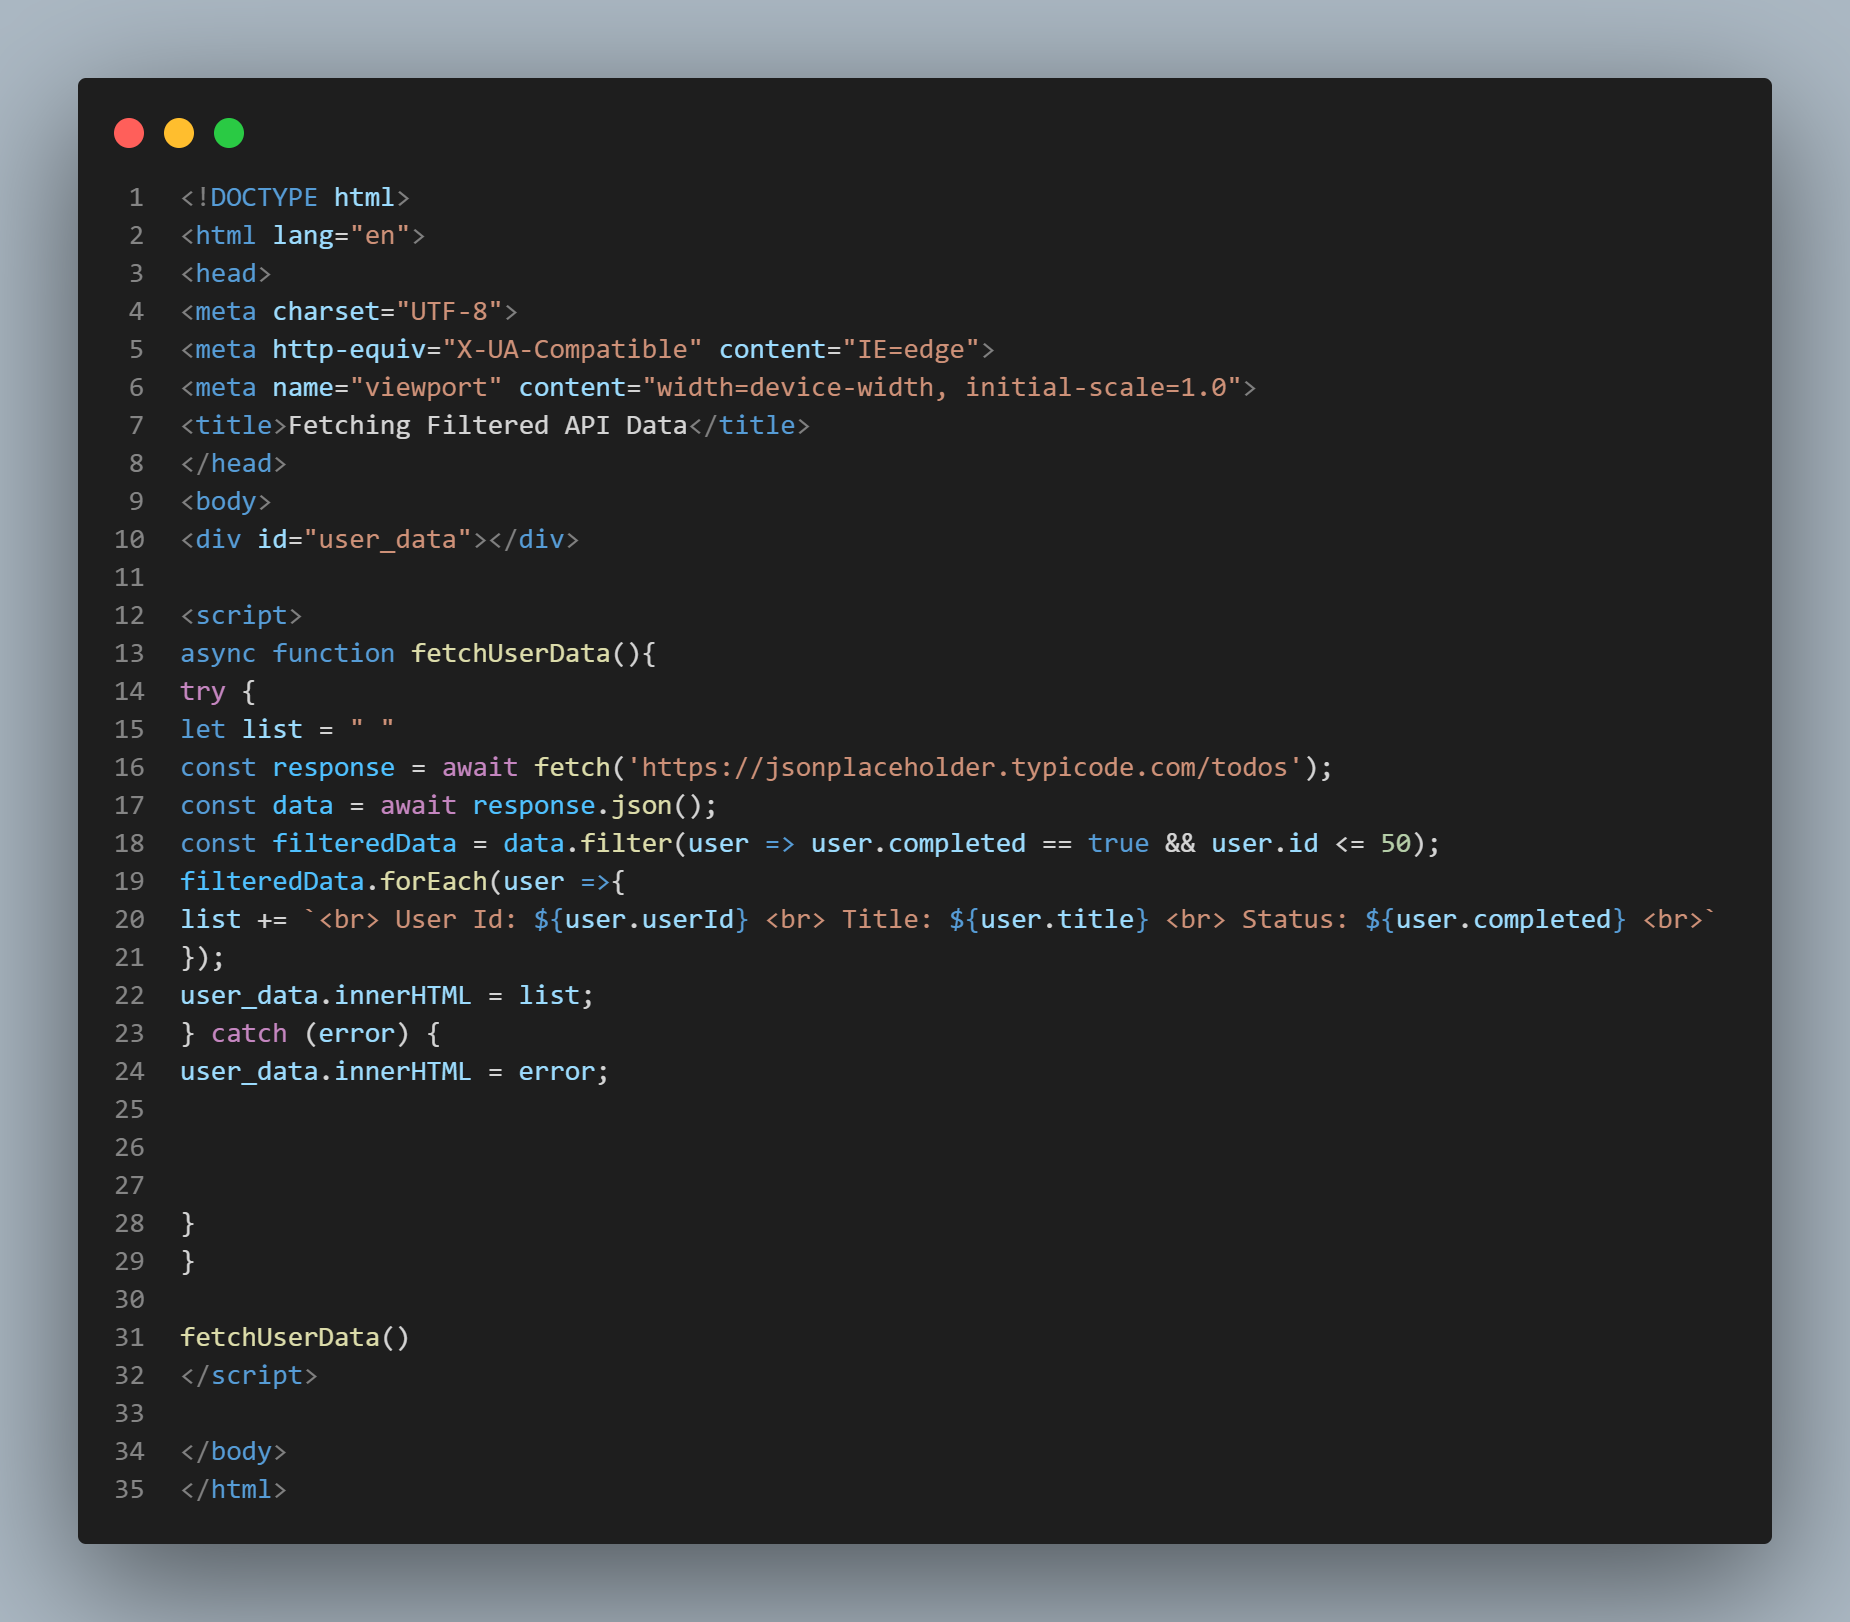 1 <!DOCTYPE html>
2 <html lang="en">
3 <head>
4 <meta charset="UTF-8">
5 <meta http-equiv="X-UA-Compatible" content="IE=edge">
6 <meta name="viewport" content="width=device-width, initial-scale=1.0">
7 <title>Fetching Filtered API Data</title>
8 </head>
9 <body>
10 <div id="user_data"></div>
11
12 <script>
13 async function fetchUserData(){
14 try {
15 let list = " "
16 const response = await fetch('https://jsonplaceholder.typicode.com/todos');
17 const data = await response.json();
18 const filteredData = data.filter(user => user.completed == true && user.id <= 50);
19 filteredData.forEach(user =>{
20 list += `<br> User Id: ${user.userId} <br> Title: ${user.title} <br> Status: ${user.completed} <br>`
21 });
22 user_data.innerHTML = list;
23 } catch (error) {
24 user_data.innerHTML = error;
25
26
27
28 }
29 }
30
31 fetchUserData()
32 </script>
33
34 </body>
35 </html>